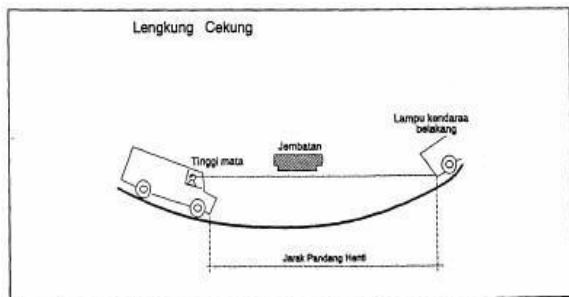 Lengkung Cekung
Lampu kendaraa
belakang
Jembatan
Tinggi mata
Jarak Pandang Henti